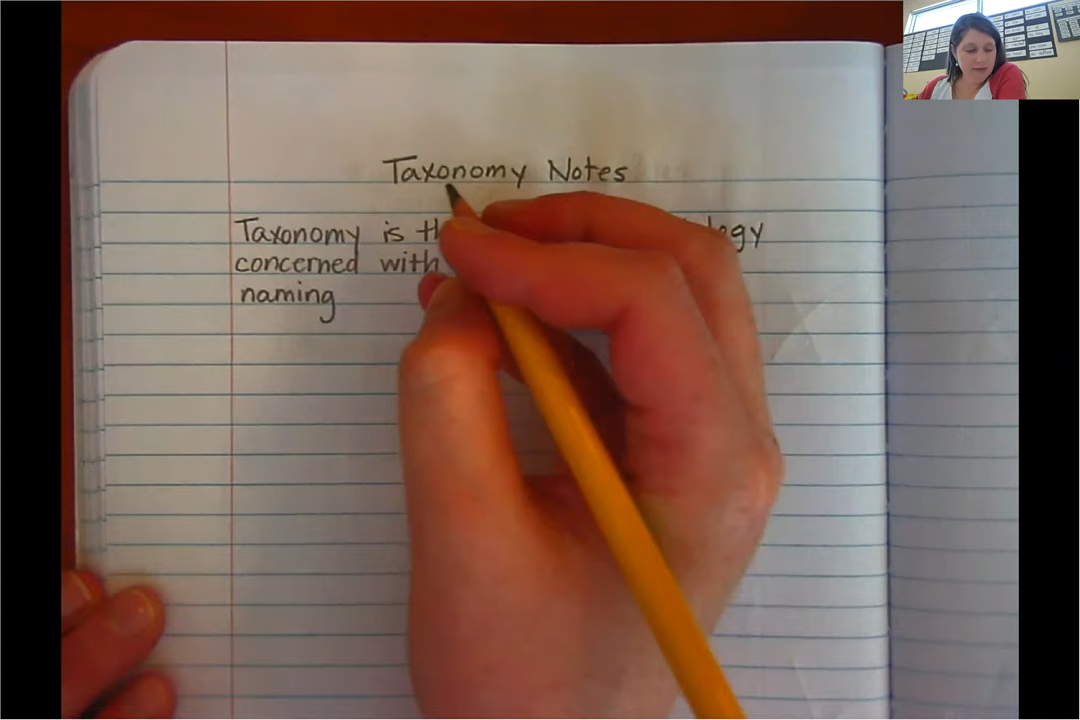 Taxonomy Notes
Taxonomy is
concerned with
naming